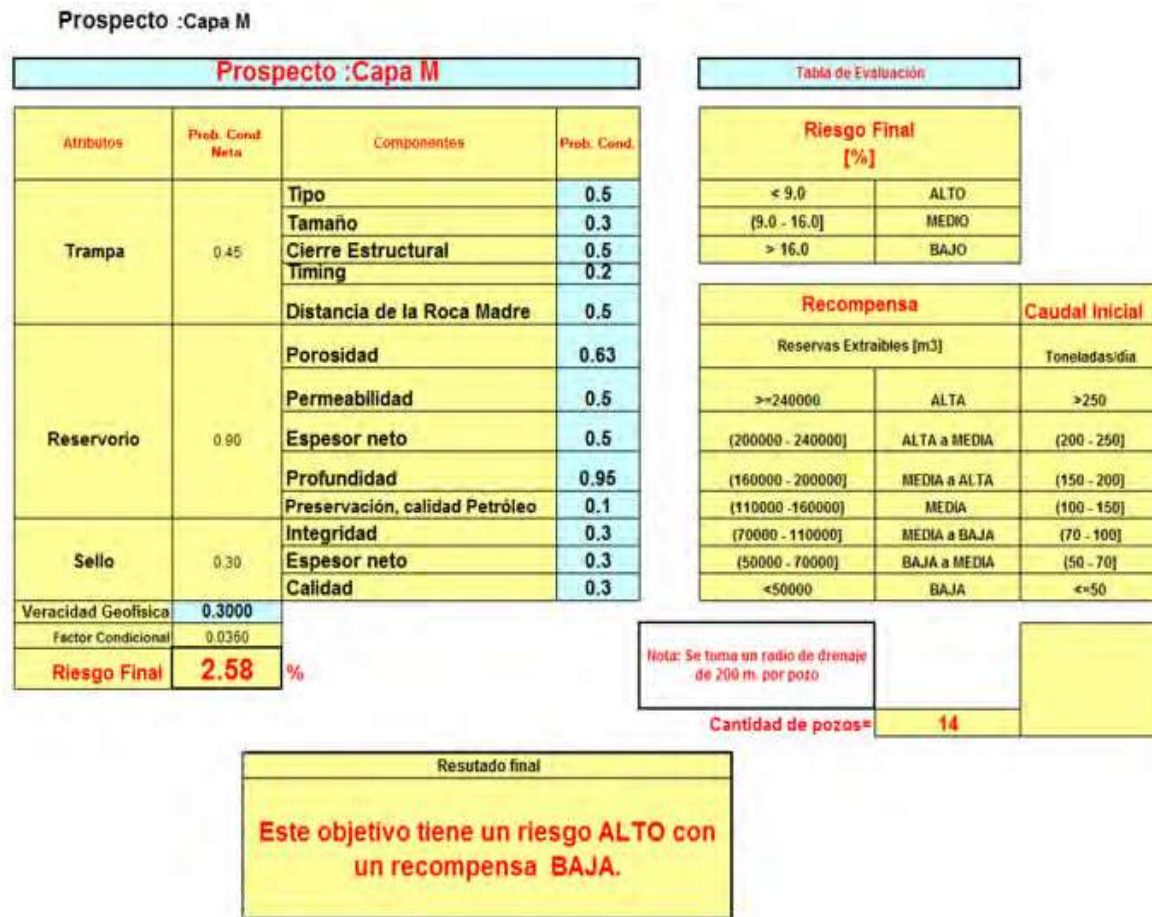 Prospecto :Capa M
Prospecto :Capa M
Atributos
Prob. Cond.
Neta
Componentes
Prob. Cond.
Trampa
0.45
Tipo 0.5
Tamaño 0.3
Cierre Estructural 0.5
Timing 0.2
Distancia de la Roca Madre 0.5
Reservorio
0.90
Porosidad 0.63
Permeabilidad 0.5
Espesor neto 0.5
Profundidad 0.95
Preservación, calidad Petróleo 0.1
Sello
0.30
Integridad 0.3
Espesor neto 0.3
Calidad 0.3
Veracidad Geofisica 0.3000
Factor Condicional 0.0360
Riesgo Final 2.58 %
Tabla de Evaluación
Riesgo Final
[%]
< 9.0 ALTO
(9.0 - 16.0] MEDIO
> 16.0 BAJO
Recompensa Caudal Inicial
Reservas Extraibles [m3] Toneladas/dia
>=240000 ALTA >250
(200000 - 240000] ALTA a MEDIA (200 - 250]
(160000 - 200000] MEDIA a ALTA (150 - 200]
(110000 -160000] MEDIA (100 - 150]
(70000 - 110000] MEDIA a BAJA (70 - 100]
(50000 - 70000] BAJA a MEDIA (50 - 70]
<50000 BAJA <=50
Nota: Se toma un radio de drenaje
de 200 m. por pozo
Cantidad de pozos= 14
Resutado final
Este objetivo tiene un riesgo ALTO con
un recompensa BAJA.